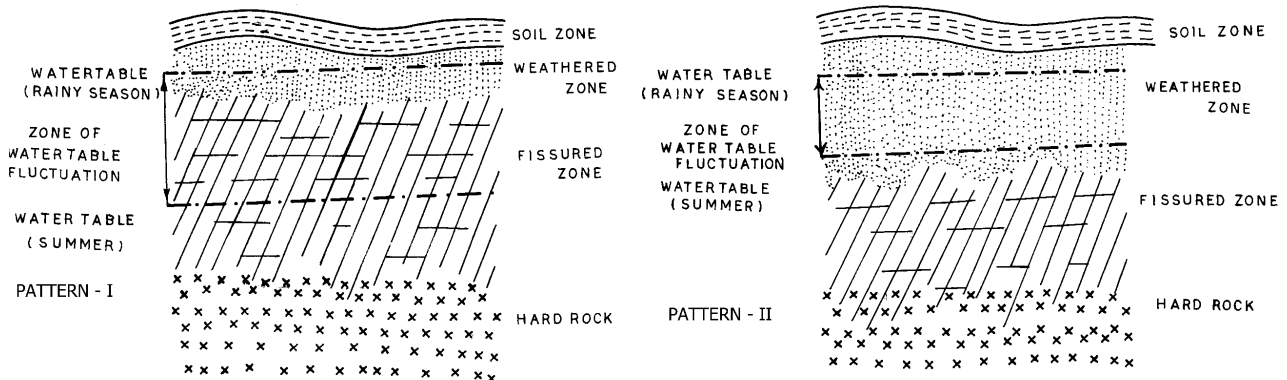 SOIL ZONE
WATERTABLE
(RAINY SEASON)
WEATHERED
ZONE
ZONE OF
WATER TABLE
FLUCTUATION
FISSURED
ZONE
WATER TABLE
(SUMMER)
PATTERN - I
HARD ROCK
SOIL ZONE
WATER TABLE
(RAINY SEASON)
WEATHERED
ZONE
ZONE OF
WATER TABLE
FLUCTUATION
WATERTABLE
(SUMMER)
FISSURED ZONE
HARD ROCK
PATTERN - II